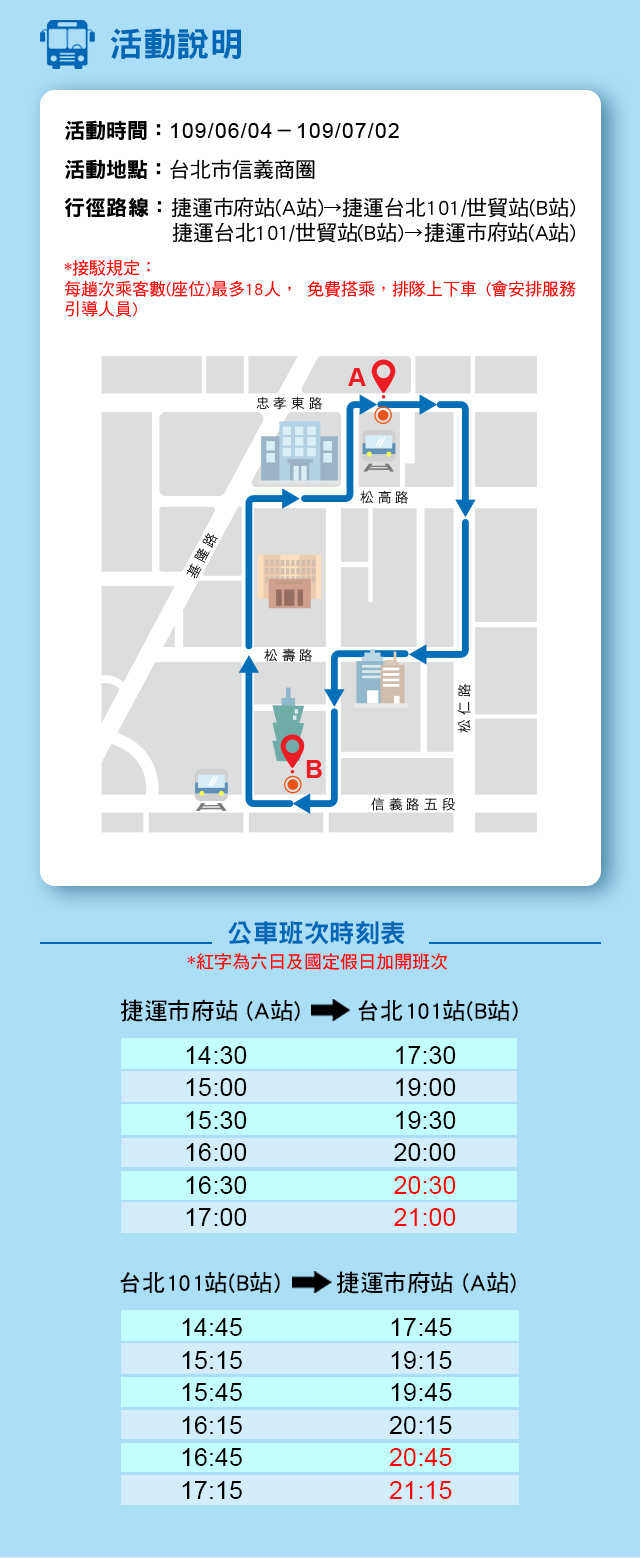 活動說明
活動時間：109/06/04－109/07/02
活動地點：台北市信義商圈
行徑路線：捷運市府站(A站)→捷運台北101/世貿站(B站)
捷運台北101/世貿站(B站)→捷運市府站(A站)
*接駁規定：
每趟次乘客數(座位)最多18人， 免費搭乘，排隊上下車 (會安排服務
引導人員)
A
忠孝東路
松高路
基隆路
松壽路
松仁路
B
信義路五段
公車班次時刻表
*紅字為六日及國定假日加開班次
捷運市府站 (A站) ➡ 台北101站(B站)
14:30 17:30
15:00 19:00
15:30 19:30
16:00 20:00
16:30 20:30
17:00 21:00
台北101站(B站) ➡ 捷運市府站 (A站)
14:45 17:45
15:15 19:15
15:45 19:45
16:15 20:15
16:45 20:45
17:15 21:15